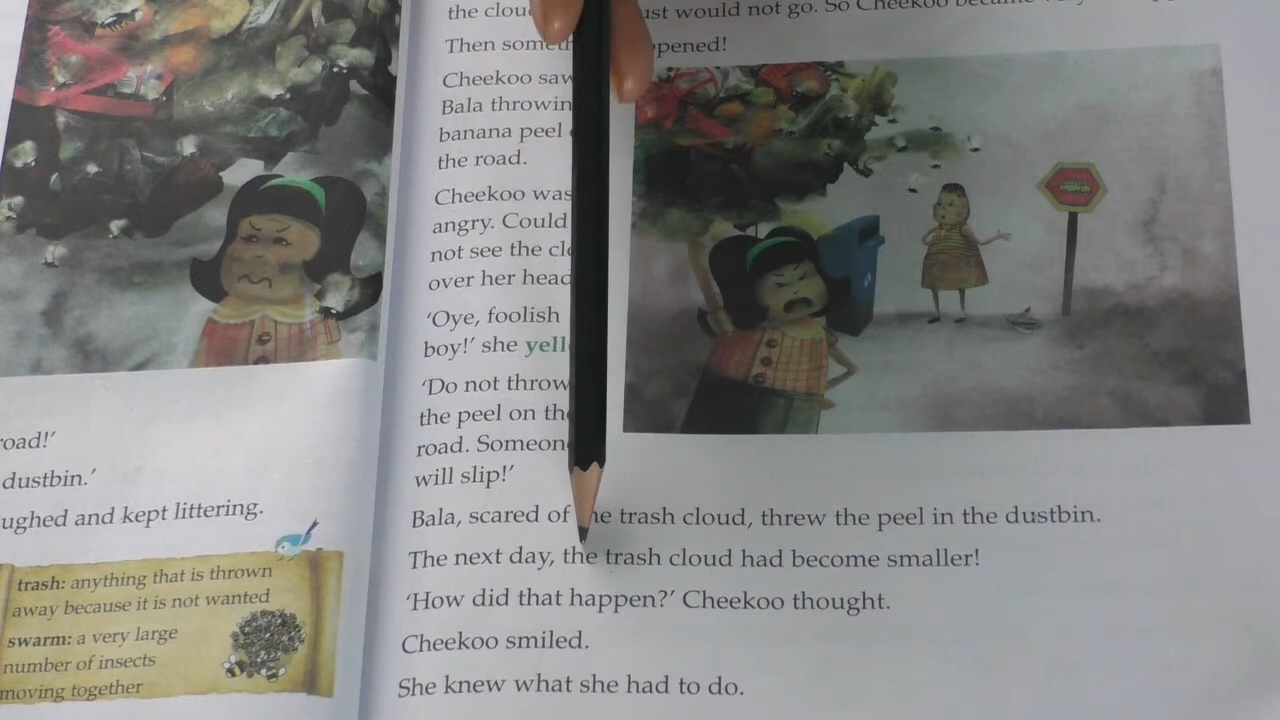 road!'
dustbin.'
ughed and kept littering.
trash: anything that is thrown
away because it is not wanted
swarm: a very large
number of insects
moving together
the clou
ust would not go. So Cheekoo became
Then
pened!
Cheekoo saw
Bala throwin
banana peel
the road.
Cheekoo was
angry. Could
not see the
over her head
'Oye, foolish
boy!' she yell
'Do not throw
the peel on the
road. Someon
will slip!'
Bala, scared of he trash cloud, threw the peel in the dustbin.
The next day, the trash cloud had become smaller!
'How did that happen?' Cheekoo thought.
Cheekoo smiled.
She knew what she had to do.